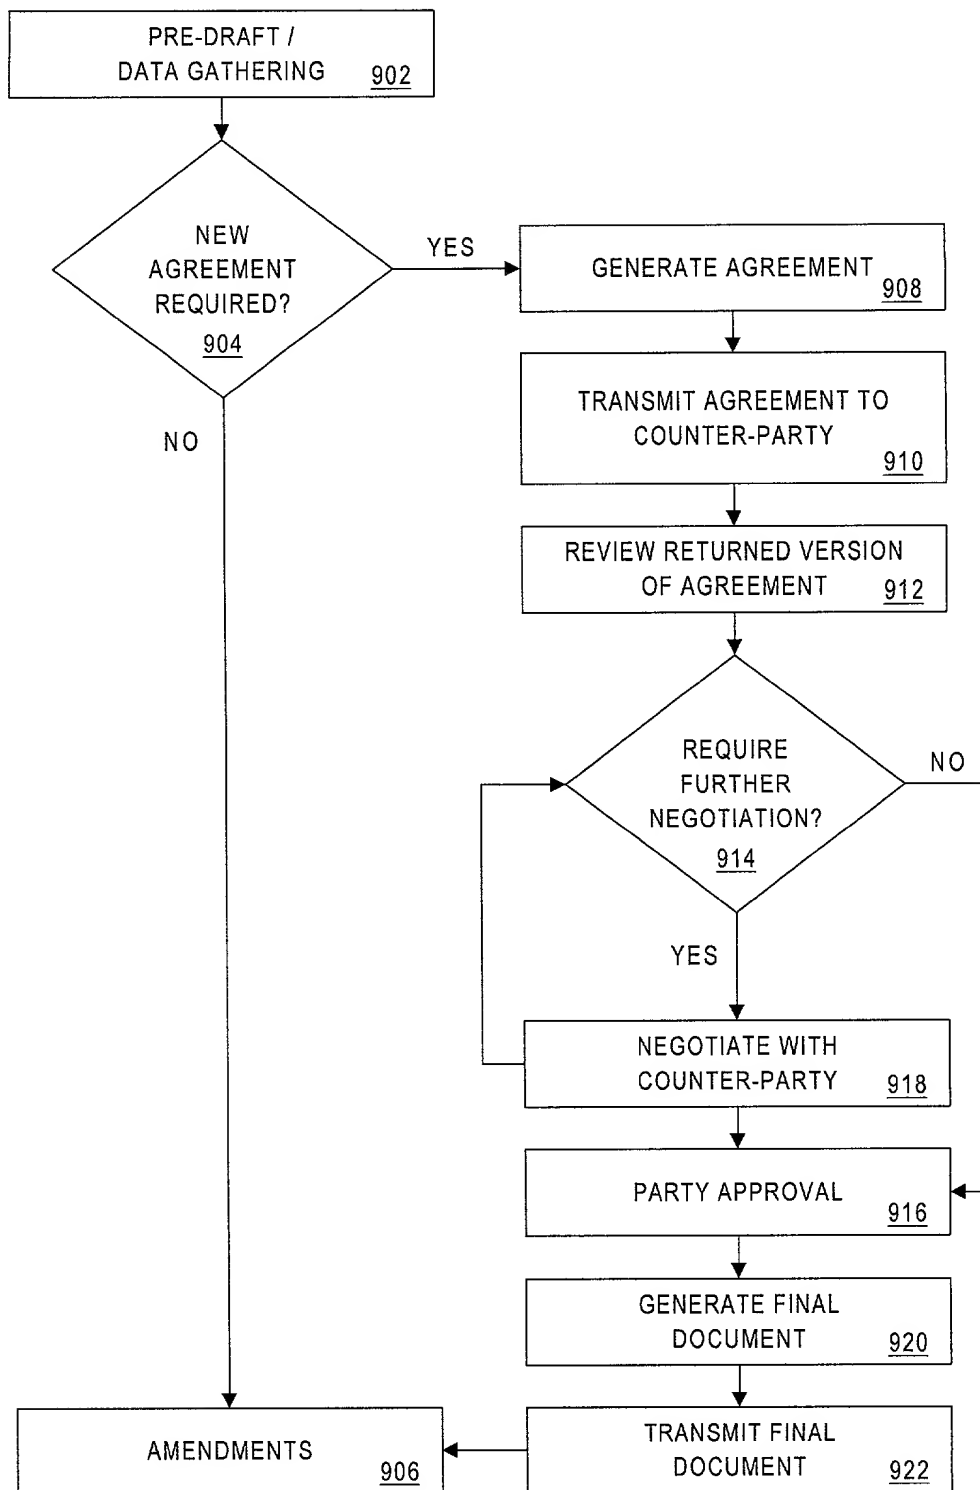 PRE-DRAFT /
DATA GATHERING 902
NEW
AGREEMENT
REQUIRED?
904
YES
GENERATE AGREEMENT
908
TRANSMIT AGREEMENT TO
COUNTER-PARTY
910
NO
REVIEW RETURNED VERSION
OF AGREEMENT 912
REQUIRE
FURTHER
NEGOTIATION?
914
NO
YES
NEGOTIATE WITH
COUNTER-PARTY 918
PARTY APPROVAL
916
GENERATE FINAL
DOCUMENT 920
TRANSMIT FINAL
DOCUMENT 922
AMENDMENTS
906